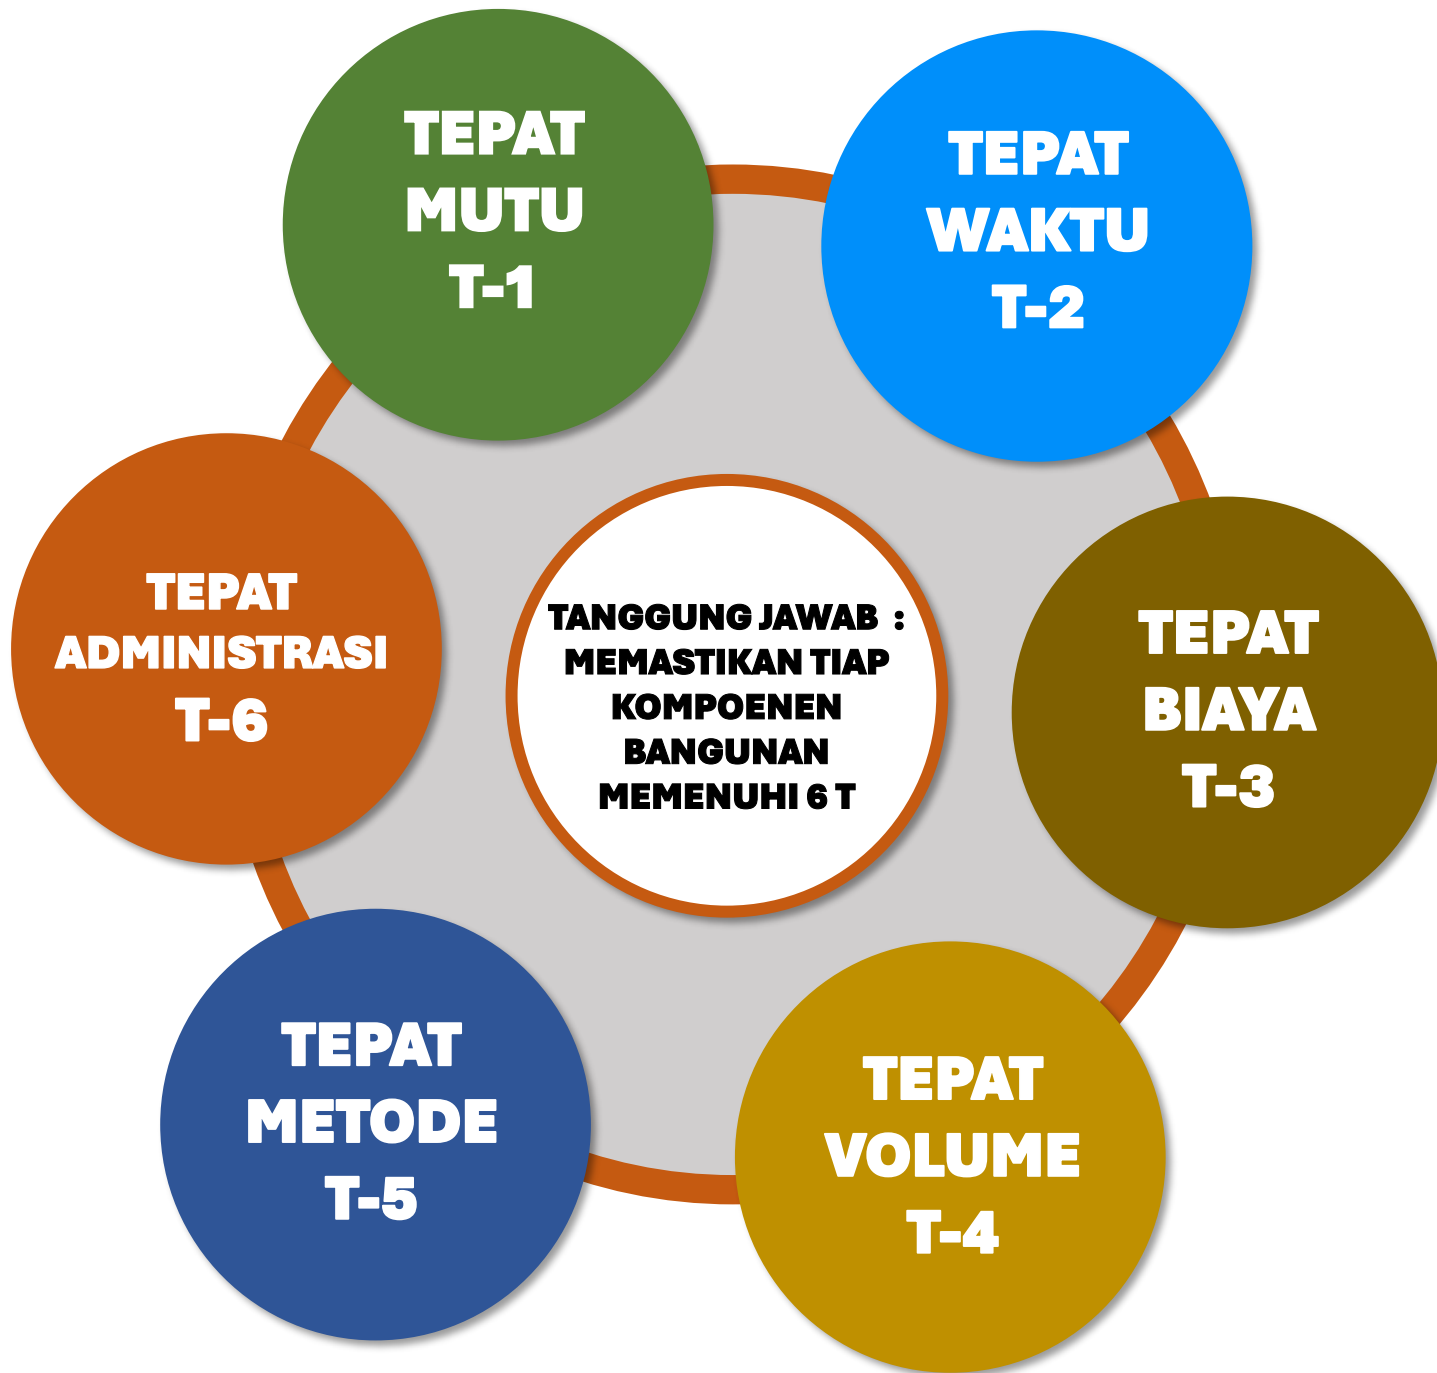 TEPAT
MUTU
T-1
TEPAT
WAKTU
T-2
TEPAT
BIAYA
T-3
TEPAT
VOLUME
T-4
TEPAT
METODE
T-5
TEPAT
ADMINISTRASI
T-6
TANGGUNG JAWAB :
MEMASTIKAN TIAP
KOMPOENEN
BANGUNAN
MEMENUHI 6 T